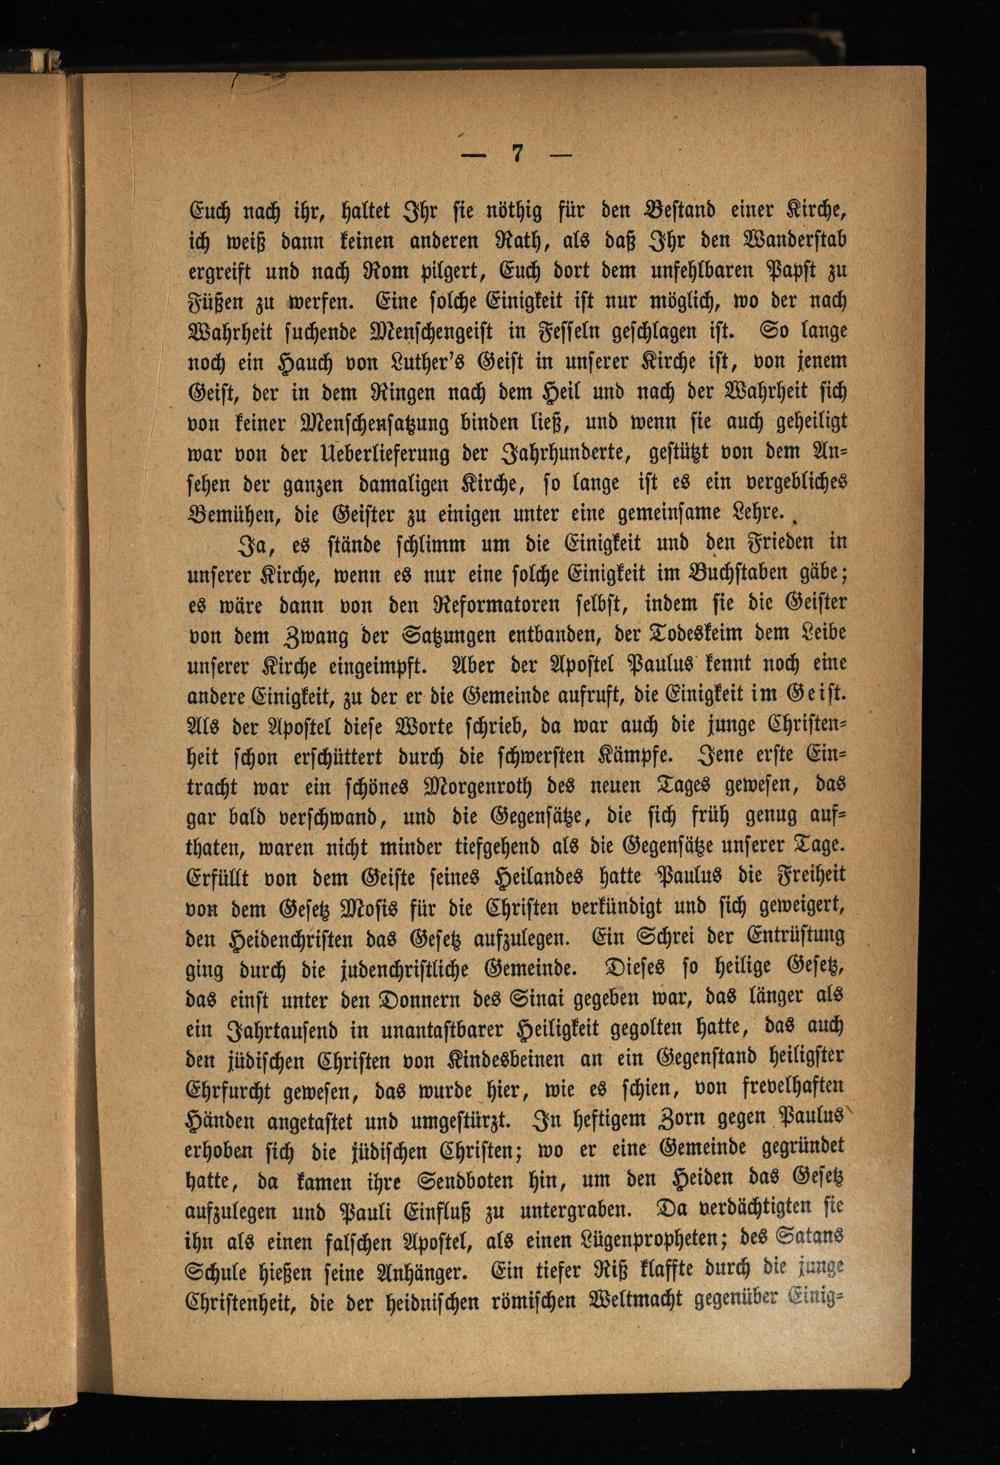 — 7 —
Euch nach ihr, haltet Ihr sie nöthig für den Bestand einer Kirche,
ich weiß dann keinen anderen Rath, als daß Ihr den Wanderstab
ergreift und nach Rom pilgert, Euch dort dem unfehlbaren Papst zu
Füßen zu werfen. Eine solche Einigkeit ist nur möglich, wo der nach
Wahrheit suchende Menschengeist in Fesseln geschlagen ist. So lange
noch ein Hauch von Luther's Geist in unserer Kirche ist, von jenem
Geist, der in dem Ringen nach dem Heil und nach der Wahrheit sich
von keiner Menschensatzung binden ließ, und wenn sie auch geheiligt
war von der Ueberlieferung der Jahrhunderte, gestützt von dem An-
sehen der ganzen damaligen Kirche, so lange ist es ein vergebliches
Bemühen, die Geister zu einigen unter eine gemeinsame Lehre.
Ja, es stände schlimm um die Einigkeit und den Frieden in
unserer Kirche, wenn es nur eine solche Einigkeit im Buchstaben gäbe;
es wäre dann von den Reformatoren selbst, indem sie die Geister
von dem Zwang der Satzungen entbanden, der Todeskeim dem Leibe
unserer Kirche eingeimpft. Aber der Apostel Paulus kennt noch eine
andere Einigkeit, zu der er die Gemeinde aufruft, die Einigkeit im Geist.
Als der Apostel diese Worte schrieb, da war auch die junge Christen-
heit schon erschüttert durch die schwersten Kämpfe. Jene erste Ein-
tracht war ein schönes Morgenroth des neuen Tages gewesen, das
gar bald verschwand, und die Gegensätze, die sich früh genug auf-
thaten, waren nicht minder tiefgehend als die Gegensätze unserer Tage.
Erfüllt von dem Geiste seines Heilandes hatte Paulus die Freiheit
von dem Gesetz Mosis für die Christen verkündigt und sich geweigert,
den Heidenchristen das Gesetz aufzulegen. Ein Schrei der Entrüstung
ging durch die judenchristliche Gemeinde. Dieses so heilige Gesetz,
das einst unter den Donnern des Sinai gegeben war, das länger als
ein Jahrtausend in unantastbarer Heiligkeit gegolten hatte, das auch
den jüdischen Christen von Kindesbeinen an ein Gegenstand heiligster
Ehrfurcht gewesen, das wurde hier, wie es schien, von frevelhaften
Händen angetastet und umgestürzt. In heftigem Zorn gegen Paulus
erhoben sich die jüdischen Christen; wo er eine Gemeinde gegründet
hatte, da kamen ihre Sendboten hin, um den Heiden das Gesetz
aufzulegen und Pauli Einfluß zu untergraben. Da verdächtigten sie
ihn als einen falschen Apostel, als einen Lügenpropheten; des Satans
Schule hießen seine Anhänger. Ein tiefer Riß klaffte durch die junge
Christenheit, die der heidnischen römischen Weltmacht gegenüber Einig-